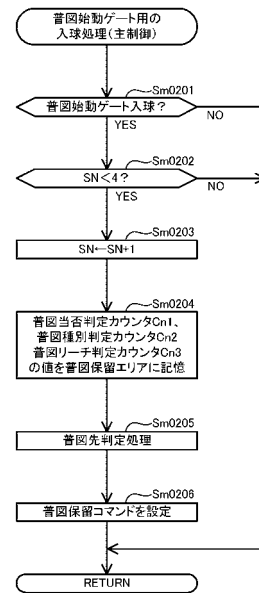 普図始動ゲート用の
入球処理(主制御)
Sm0201
普図始動ゲート入球?
NO
YES
Sm0202
SN<4?
NO
YES
Sm0203
SN←SN+1
Sm0204
普図当否判定カウンタCn1、
普図種別判定カウンタCn2
普図リーチ判定カウンタCn3
の値を普図保留エリアに記憶
Sm0205
普図先判定処理
Sm0206
普図保留コマンドを設定
RETURN